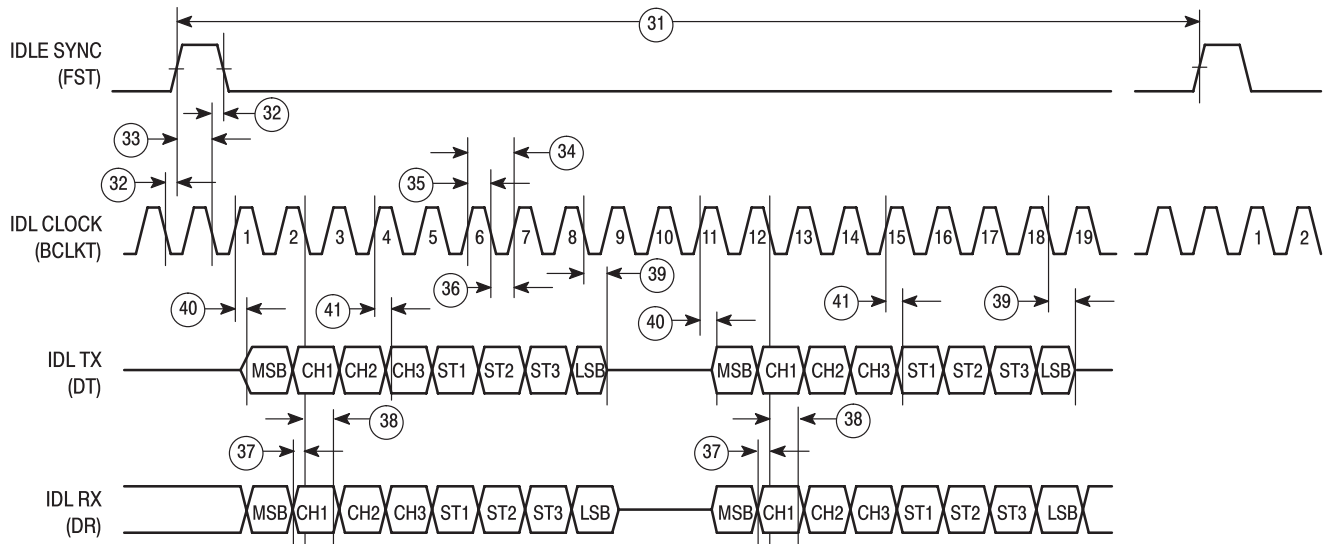 31
IDLE SYNC
(FST)
32
33
34
32
35
IDL CLOCK
(BCLKT)
1 2 3 4 5 6 7 8 9 10 11 12 13 14 15 16 17 18 19 1 2
39
36
40
41
41
39
40
IDL TX
(DT)
MSB CH1 CH2 CH3 ST1 ST2 ST3 LSB MSB CH1 CH2 CH3 ST1 ST2 ST3 LSB
38
38
37
37
IDL RX
(DR)
MSB CH1 CH2 CH3 ST1 ST2 ST3 LSB MSB CH1 CH2 CH3 ST1 ST2 ST3 LSB